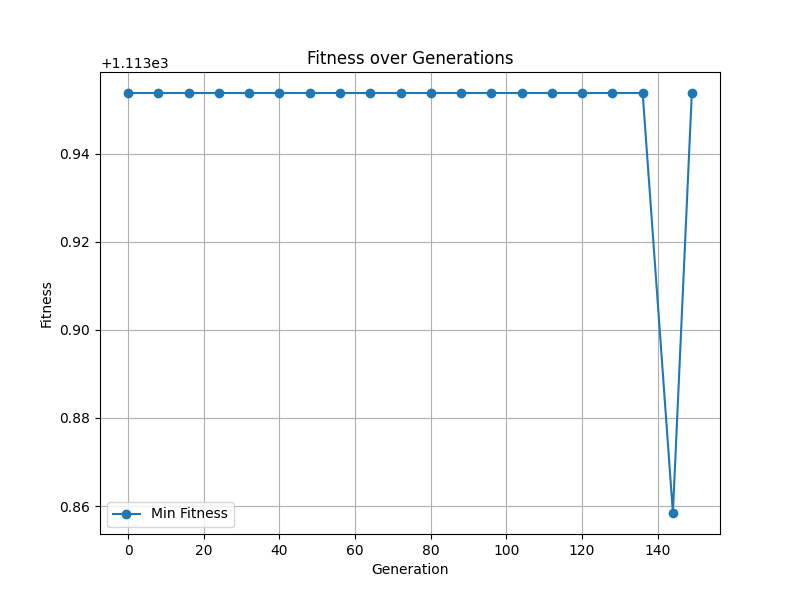 Fitness over Generations
+1.113e3
0.94
0.92
0.90
0.88
0.86
Fitness
Min Fitness
0 20 40 60 80 100 120 140
Generation